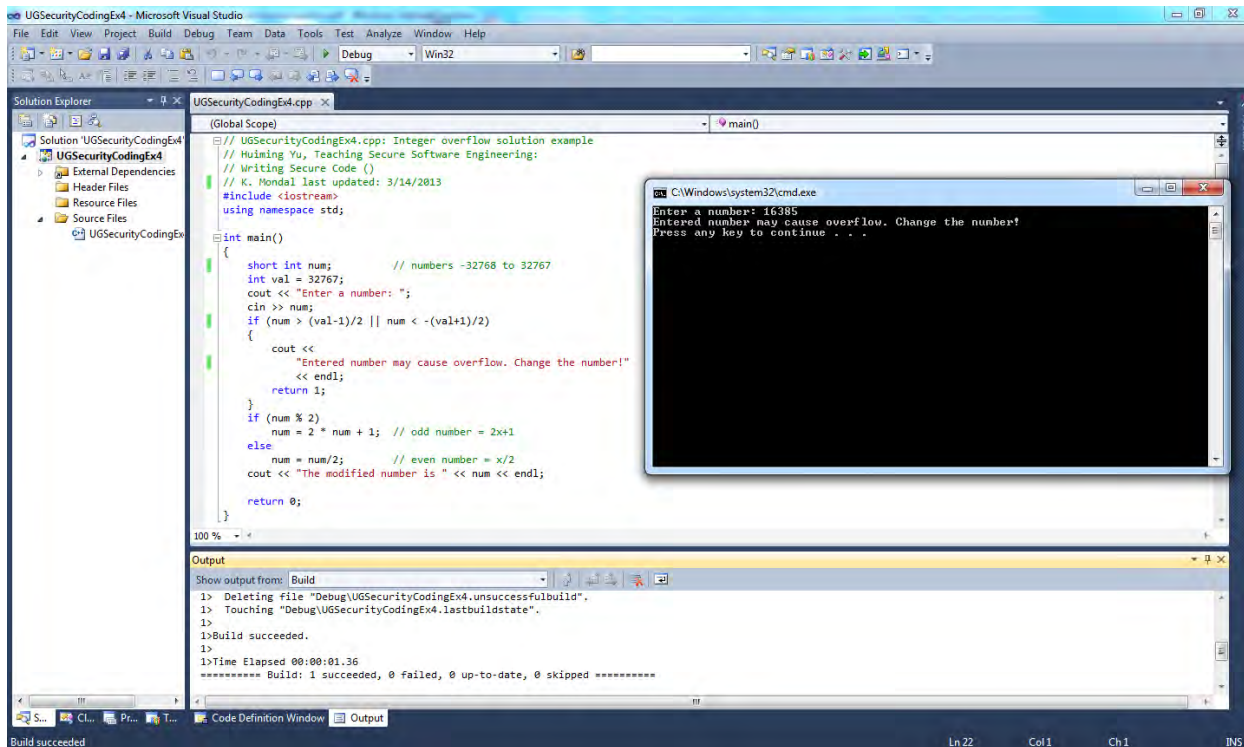 UGSecurityCodingEx4 - Microsoft Visual Studio
File Edit View Project Build Debug Team Data Tools Test Analyze Window Help
Debug Win32
Solution Explorer
UGSecurityCodingEx4.cpp
(Global Scope) main()
Solution 'UGSecurityCodingEx4'
UGSecurityCodingEx4
External Dependencies
Header Files
Resource Files
Source Files
UGSecurityCodingEx
// UGSecurityCodingEx4.cpp: Integer overflow solution example
// Huiming Yu, Teaching Secure Software Engineering:
// Writing Secure Code ()
// K. Mondal last updated: 3/14/2013
#include <iostream>
using namespace std;
int main()
{
short int num; // numbers -32768 to 32767
int val = 32767;
cout << "Enter a number: ";
cin >> num;
if (num > (val-1)/2 || num < -(val+1)/2)
{
cout <<
"Entered number may cause overflow. Change the number!"
<< endl;
return 1;
}
if (num % 2)
num = 2 * num + 1; // odd number = 2x+1
else
num = num/2; // even number = x/2
cout << "The modified number is " << num << endl;
return 0;
}
100 %
C:\Windows\system32\cmd.exe
Enter a number: 16385
Entered number may cause overflow. Change the number!
Press any key to continue . . .
Output
Show output from: Build
1> Deleting file "Debug\UGSecurityCodingEx4.unsuccessfulbuild".
1> Touching "Debug\UGSecurityCodingEx4.lastbuildstate".
1>
1>Build succeeded.
1>
1>Time Elapsed 00:00:01.36
========== Build: 1 succeeded, 0 failed, 0 up-to-date, 0 skipped ==========
S... Cl... Pr... T... Code Definition Window Output
Build succeeded Ln 22 Col 1 Ch 1 INS